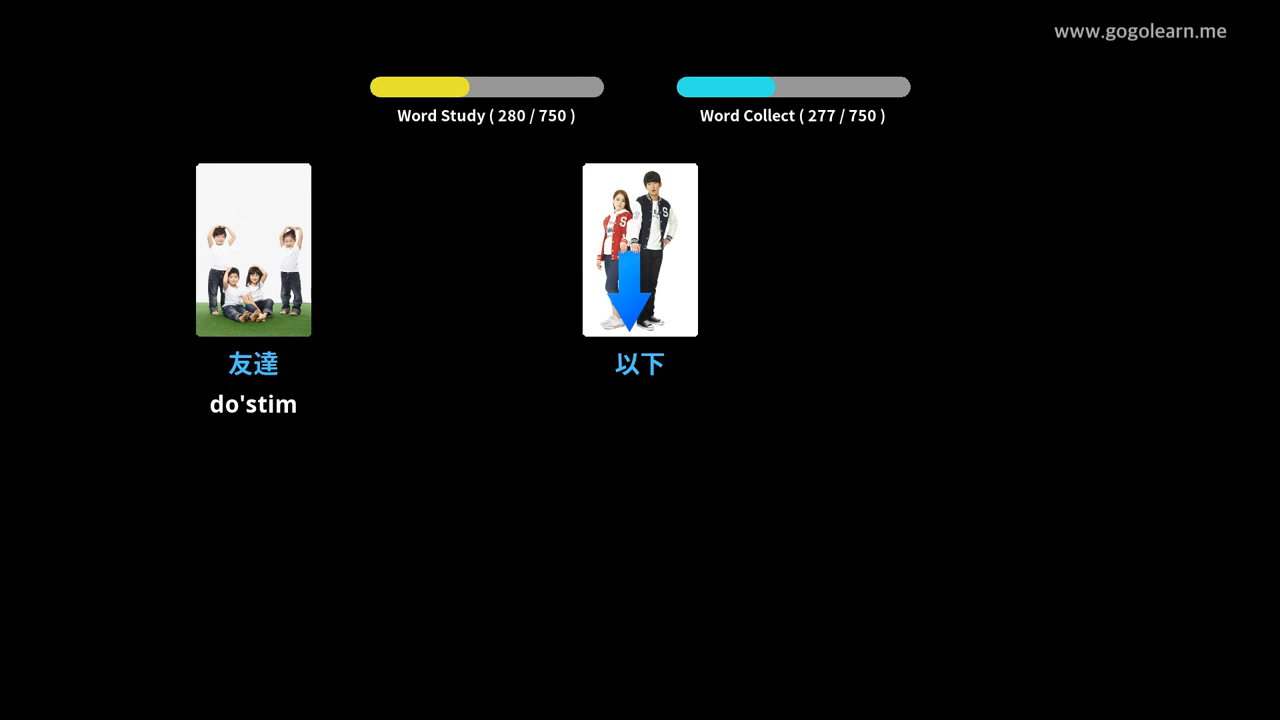 www.gogolearn.me
Word Study ( 280 / 750 )
Word Collect ( 277 / 750 )
友達
do'stim
以下
S
S